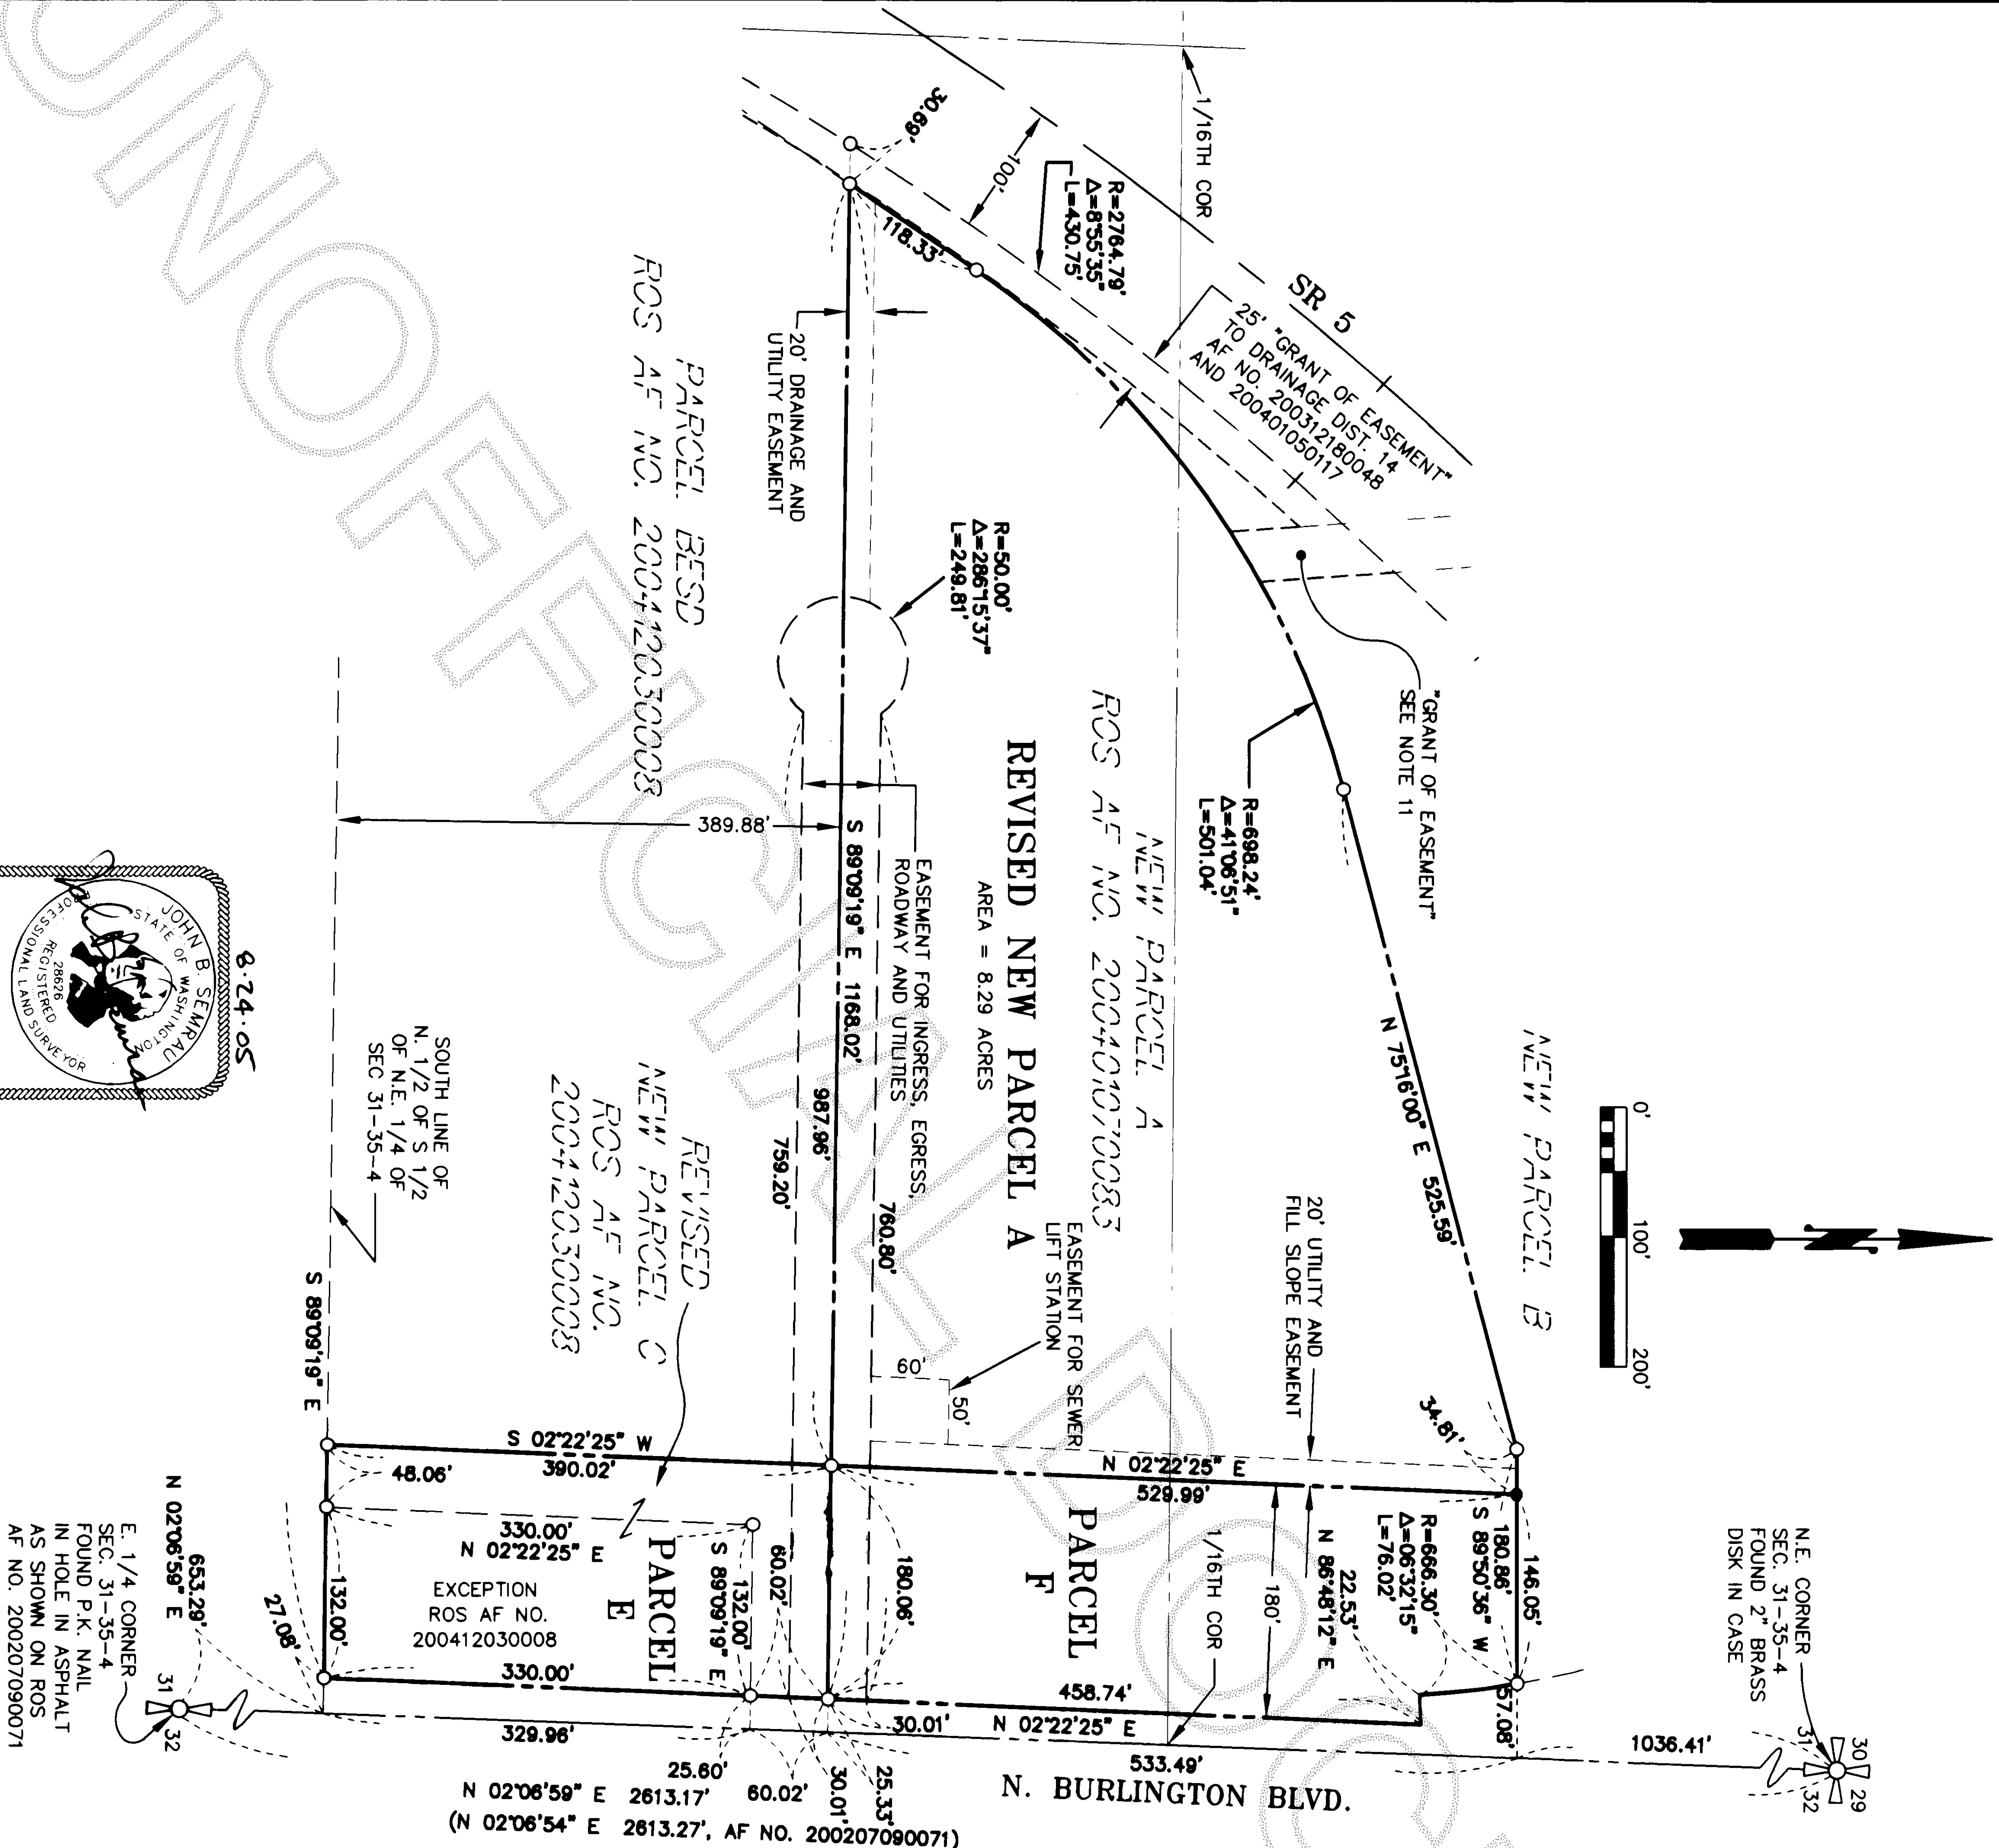 UNOFFICIAL DOC
1/16TH COR
30.69'
100'
118.33'
R=2764.79'
Δ=8°55'35"
L=430.75'
SR 5
25' "GRANT OF EASEMENT"
TO DRAINAGE DIST. 14
AF NO. 200312180048
AND 200401050117
"GRANT OF EASEMENT"
SEE NOTE 11
R=698.24'
Δ=41°06'51"
L=501.04'
N 75°16'00" E 525.59'
NEW PARCEL B
0' 100' 200'
20' DRAINAGE AND
UTILITY EASEMENT
PARCEL BESD
ROS AF NO. 200412030008
R=50.00'
Δ=286°15'37"
L=249.81'
NEW PARCEL A
ROS AF NO. 200401070083
REVISED NEW PARCEL A
AREA = 8.29 ACRES
EASEMENT FOR INGRESS, EGRESS,
ROADWAY AND UTILITIES
389.88'
S 89°09'19" E 1168.02'
987.96'
760.80'
759.20'
EASEMENT FOR SEWER
LIFT STATION
60'
50'
20' UTILITY AND
FILL SLOPE EASEMENT
34.81'
REVISED
NEW PARCEL C
ROS AF NO.
200412030008
SOUTH LINE OF
N. 1/2 OF S 1/2
OF N.E. 1/4 OF
SEC 31-35-4
S 89°09'19" E
8-24-05
JOHN B. SEMRAU
STATE OF WASHINGTON
28626
REGISTERED
PROFESSIONAL LAND SURVEYOR
S 02°22'25" W
390.02'
48.06'
N 02°22'25" E
529.99'
330.00'
N 02°22'25" E
EXCEPTION
ROS AF NO.
200412030008
330.00'
132.00'
27.08'
PARCEL
E
S 89°09'19" E
132.00'
60.02'
180.06'
PARCEL
F
1/16TH COR
180'
N 86°48'12" E
22.53'
R=666.30'
Δ=06°32'15"
L=76.02'
S 89°50'36" W
180.86'
146.05'
57.08'
458.74'
N 02°22'25" E
30.01'
533.49'
1036.41'
N.E. CORNER
SEC. 31-35-4
FOUND 2" BRASS
DISK IN CASE
30 29
31 32
N. BURLINGTON BLVD.
329.96'
25.60'
60.02'
30.01'
25.33'
N 02°06'59" E 2613.17'
(N 02°06'54" E 2613.27', AF NO. 200207090071)
653.29'
N 02°06'59" E
31 32
E. 1/4 CORNER
SEC. 31-35-4
FOUND P.K. NAIL
IN HOLE IN ASPHALT
AS SHOWN ON ROS
AF NO. 200207090071